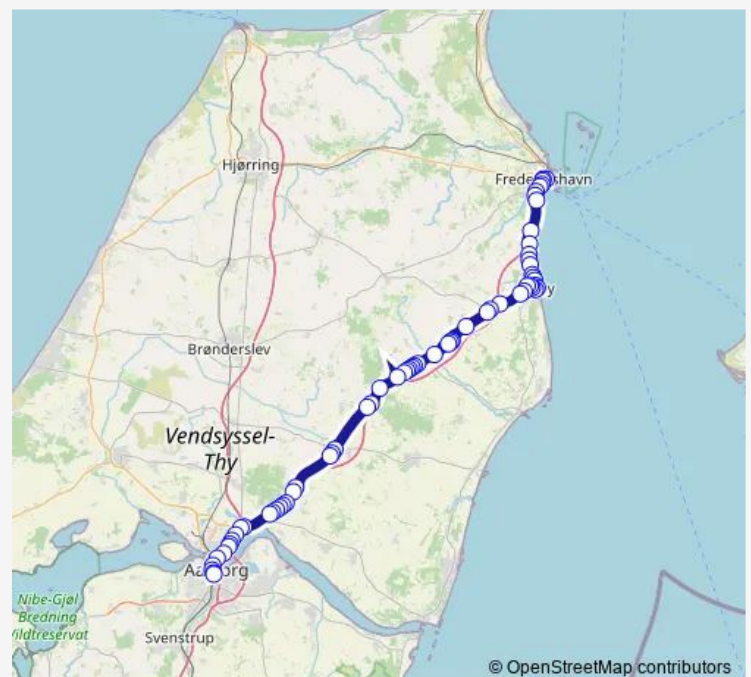 Hjørring
Brønderslev
Vendsyssel-
Thy
Nibe-Gjøl
Bredning
Svenstrup
© OpenStreetMap contributors